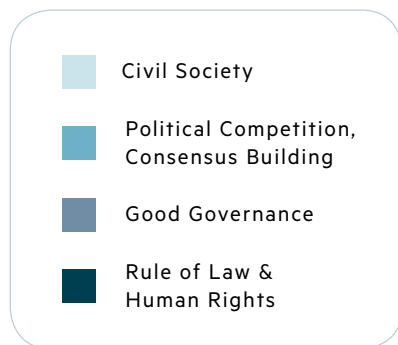 Civil Society
Political Competition,
Consensus Building
Good Governance
Rule of Law &
Human Rights